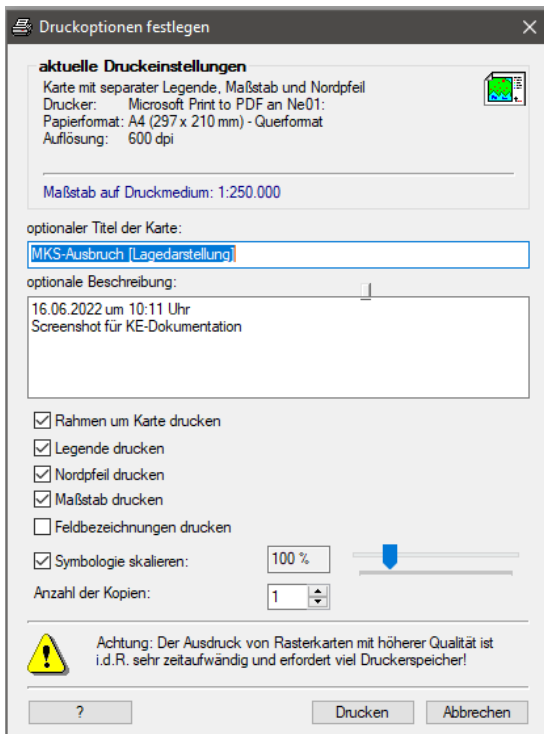 Druckoptionen festlegen
aktuelle Druckeinstellungen
Karte mit separater Legende, Maßstab und Nordpfeil
Drucker: Microsoft Print to PDF an Ne01:
Papierformat: A4 (297 x 210 mm) - Querformat
Auflösung: 600 dpi
Maßstab auf Druckmedium: 1:250.000
optionaler Titel der Karte:
MKS-Ausbruch [Lagedarstellung]
optionale Beschreibung:
16.06.2022 um 10:11 Uhr
Screenshot für KE-Dokumentation
Rahmen um Karte drucken
Legende drucken
Nordpfeil drucken
Maßstab drucken
Feldbezeichnungen drucken
Symbologie skalieren: 100 %
Anzahl der Kopien: 1
Achtung: Der Ausdruck von Rasterkarten mit höherer Qualität ist
i.d.R. sehr zeitaufwändig und erfordert viel Druckerspeicher!
? Drucken Abbrechen